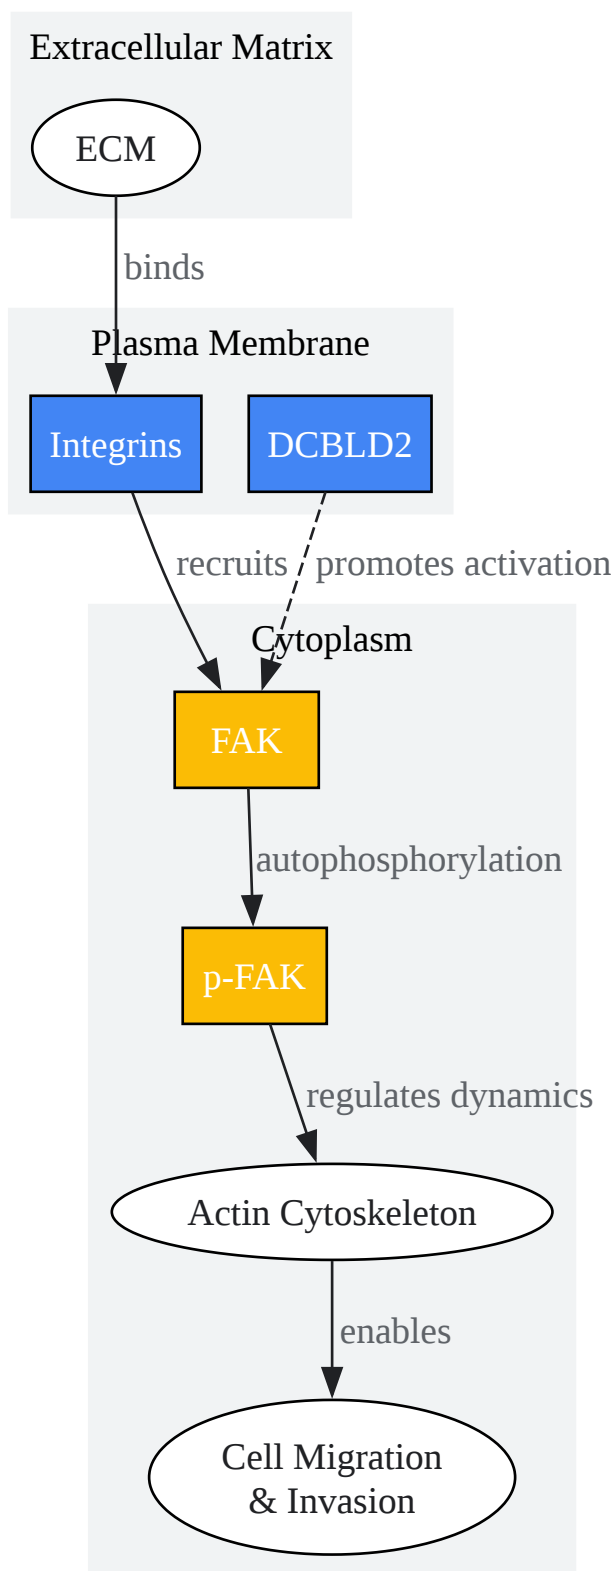 Extracellular Matrix
ECM
binds
Plasma Membrane
Integrins
DCBLD2
recruits
promotes activation
Cytoplasm
FAK
autophosphorylation
p-FAK
regulates dynamics
Actin Cytoskeleton
enables
Cell Migration
& Invasion